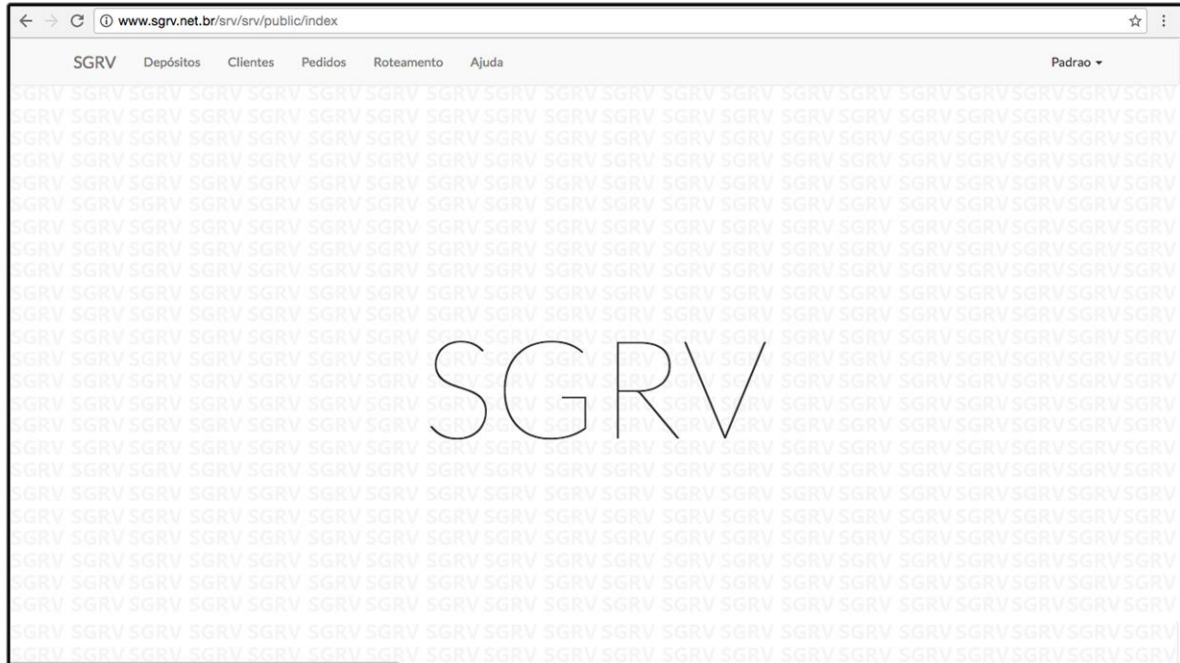 www.sgrv.net.br/srv/srv/public/index
SGRV Depósitos Clientes Pedidos Roteamento Ajuda Padrao
SGRV